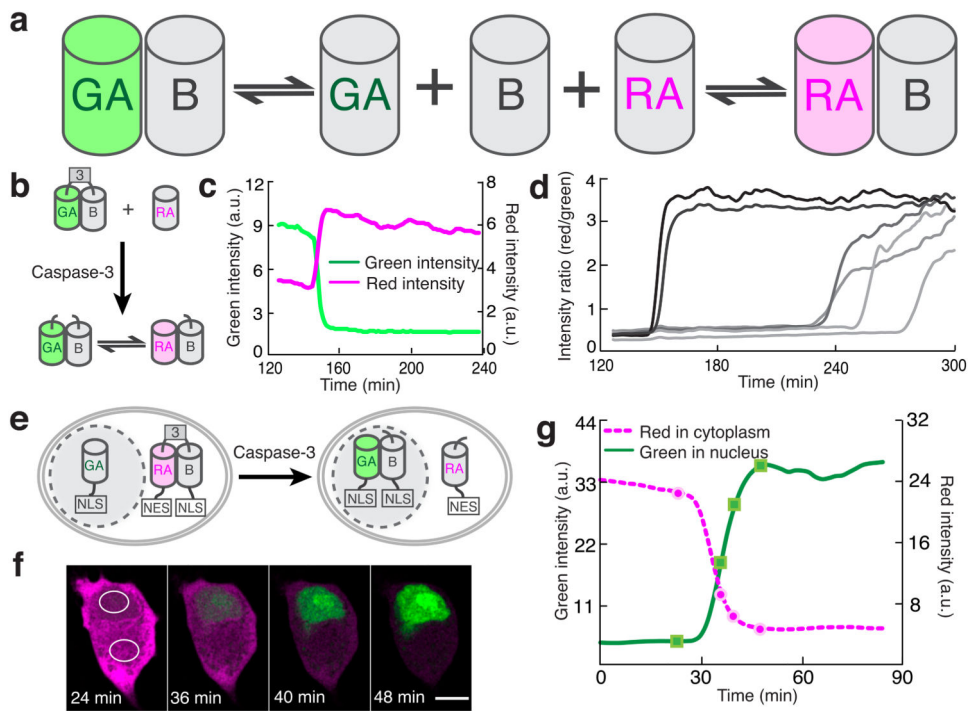 a
GA B GA + B + RA RA B
b
3
GA B + RA
Caspase-3
GA B RA B
c
Green intensity (a.u.)
12
9
6
3
0
8
6
4
2
0
Red intensity (a.u.)
Green intensity
Red intensity
120 160 200 240
Time (min)
d
Intensity ratio (red/green)
4
3
2
1
0
120 180 240 300
Time (min)
e
3
GA RA B
NLS NES NLS
Caspase-3
GA B RA
NLS NLS NES
f
24 min 36 min 40 min 48 min
g
Green intensity (a.u.)
44
33
22
11
32
24
16
8
Red intensity (a.u.)
Red in cytoplasm
Green in nucleus
0 30 60 90
Time (min)